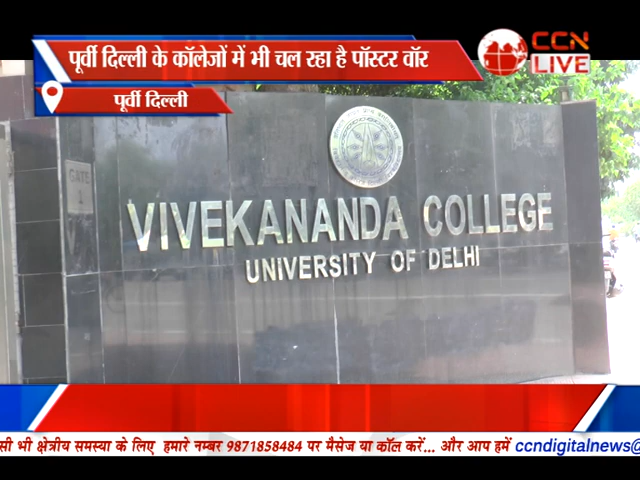 पूर्वी दिल्ली के कॉलेजों में भी चल रहा है पॉस्टर वॉर
CCN
LIVE
पूर्वी दिल्ली
GATE
1
VIVEKANANDA COLLEGE
UNIVERSITY OF DELHI
सी भी क्षेत्रीय समस्या के लिए हमारे नम्बर 9871858484 पर मैसेज या कॉल करें... और आप हमें ccndigitalnews@